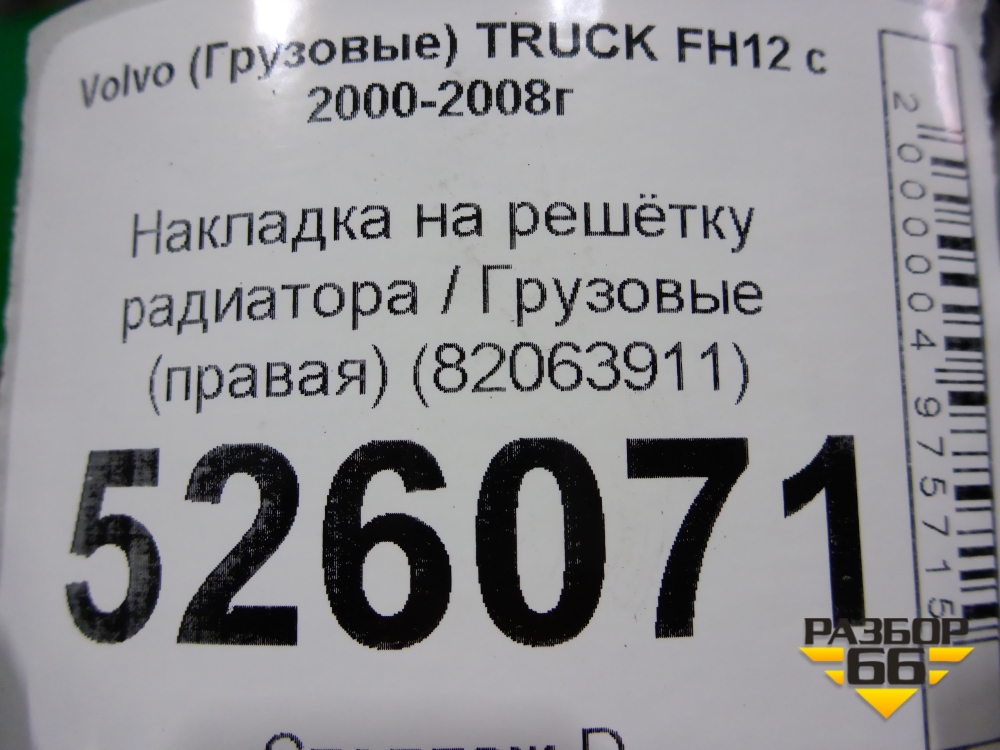 Volvo (Грузовые) TRUCK FH12 с
2000-2008г
Накладка на решётку
радиатора / Грузовые
(правая) (82063911)
526071
2000004975715
РАЗБОР
66